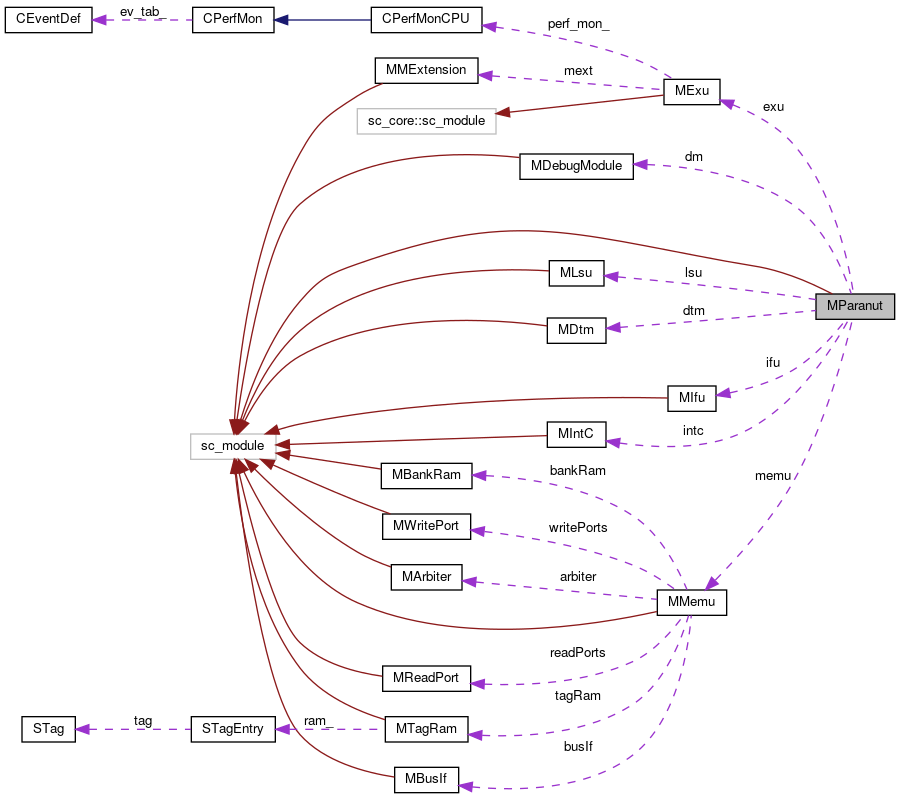 CEventDef
ev_tab_
CPerfMon
CPerfMonCPU
perf_mon_
MMExtension
mext
MExu
exu
sc_core::sc_module
MDebugModule
dm
MLsu
lsu
MParanut
MDtm
dtm
MIfu
ifu
MIntC
intc
sc_module
MBankRam
bankRam
memu
MWritePort
writePorts
MArbiter
arbiter
MMemu
MReadPort
readPorts
tagRam
STag
tag
STagEntry
ram_
MTagRam
busIf
MBusIf